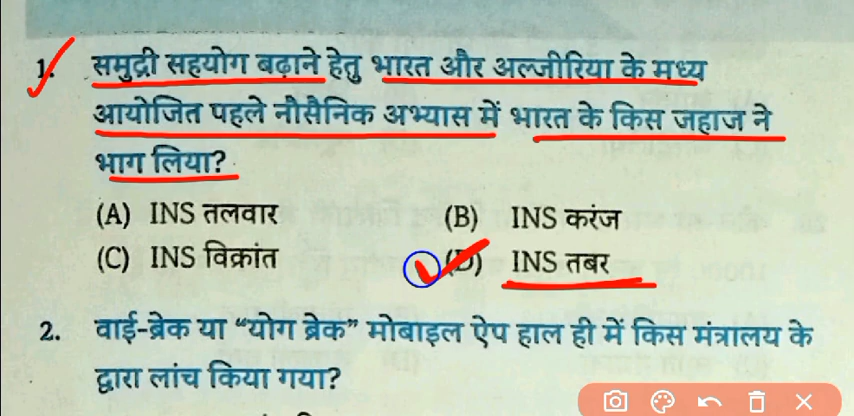 1. समुद्री सहयोग बढ़ाने हेतु भारत और अल्जीरिया के मध्य
आयोजित पहले नौसैनिक अभ्यास में भारत के किस जहाज ने
भाग लिया?
(A) INS तलवार (B) INS करंज
(C) INS विक्रांत (D) INS तबर
2. वाई-ब्रेक या “योग ब्रेक” मोबाइल ऐप हाल ही में किस मंत्रालय के
द्वारा लांच किया गया?